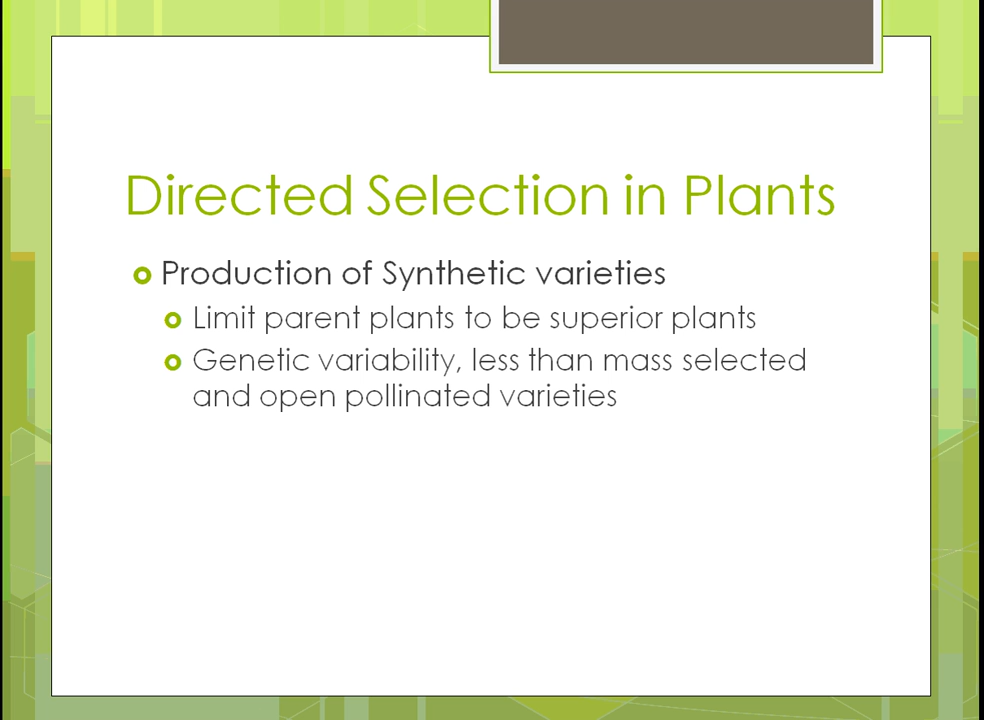 Directed Selection in Plants
Production of Synthetic varieties
Limit parent plants to be superior plants
Genetic variability, less than mass selected
and open pollinated varieties